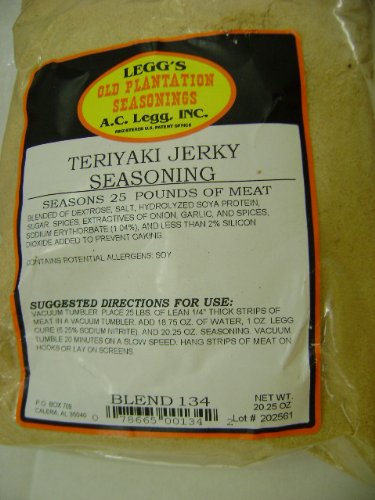 LEGG'S
OLD PLANTATION
SEASONINGS
A.C. Legg, INC.
REGISTERED U.S. PATENT OFFICE
TERIYAKI JERKY
SEASONING
SEASONS 25 POUNDS OF MEAT
BLENDED OF DEXTROSE, SALT, HYDROLYZED SOYA PROTEIN,
SUGAR, SPICES, EXTRACTIVES OF ONION, GARLIC, AND SPICES,
SODIUM ERYTHORBATE (1.04%), AND LESS THAN 2% SILICON
DIOXIDE ADDED TO PREVENT CAKING.
CONTAINS POTENTIAL ALLERGENS: SOY
SUGGESTED DIRECTIONS FOR USE:
VACUUM TUMBLER: PLACE 25 LBS. OF LEAN 1/4" THICK STRIPS OF
MEAT IN A VACUUM TUMBLER. ADD 18.75 OZ. OF WATER, 1 OZ. LEGG
CURE (6.25% SODIUM NITRITE), AND 20.25 OZ. SEASONING. VACUUM
TUMBLE 20 MINUTES ON A SLOW SPEED. HANG STRIPS OF MEAT ON
HOOKS OR LAY ON SCREENS.
BLEND 134
P.O. BOX 709
CALERA, AL 35040
0 78665 00134 2
NET WT.
20.25 OZ
Lot # 202561